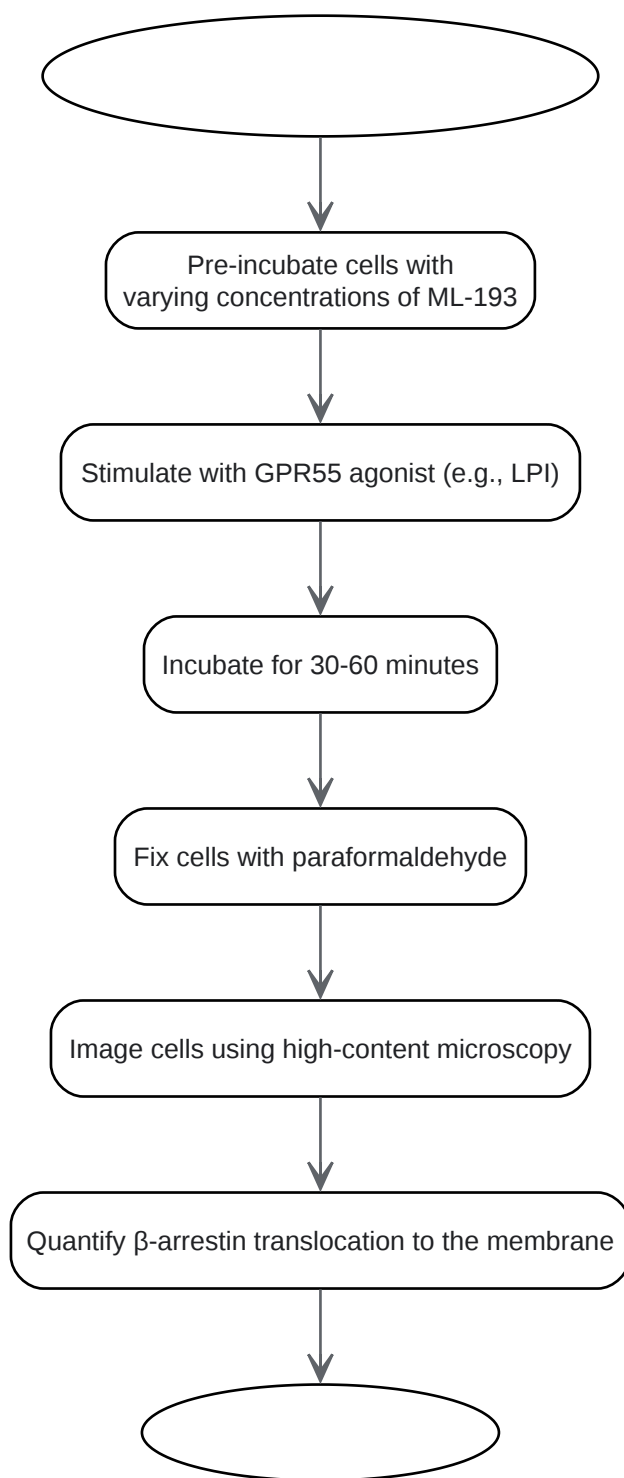 Pre-incubate cells with
varying concentrations of ML-193
Stimulate with GPR55 agonist (e.g., LPI)
Incubate for 30-60 minutes
Fix cells with paraformaldehyde
Image cells using high-content microscopy
Quantify β-arrestin translocation to the membrane